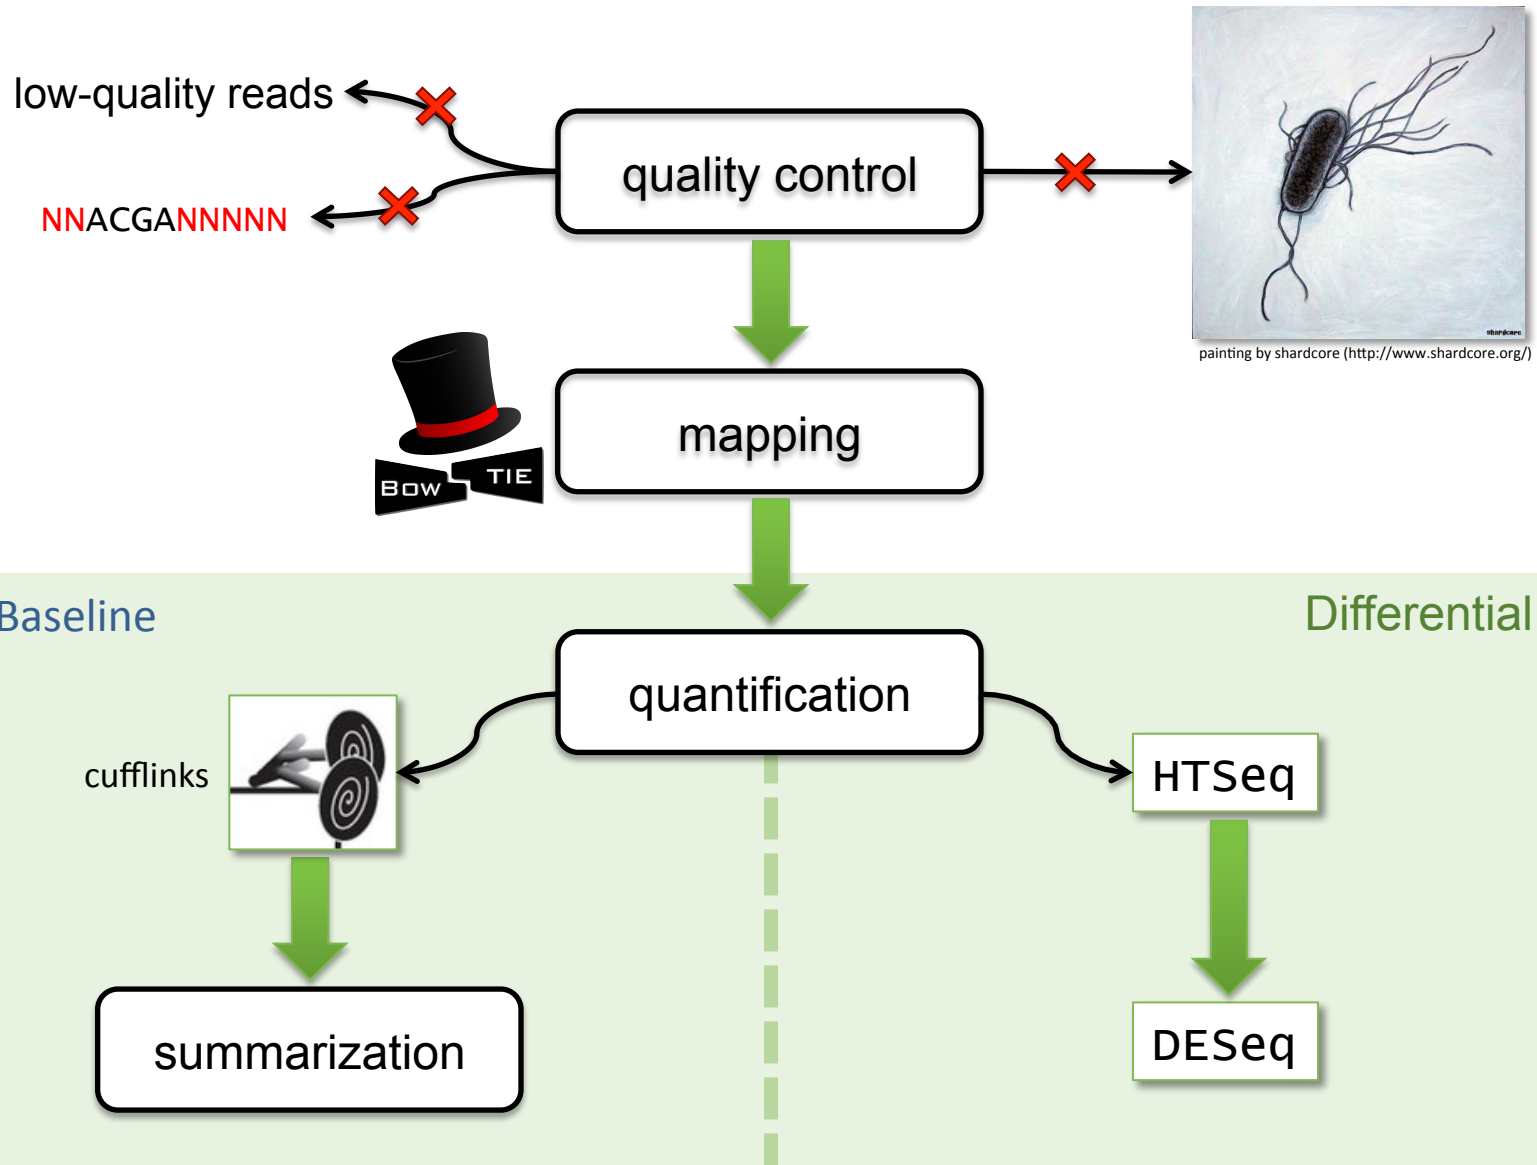 low-quality reads
NNACGANNNNN
quality control
shardcore
painting by shardcore (http://www.shardcore.org/)
BOW TIE
mapping
Baseline
Differential
quantification
cufflinks
HTSeq
summarization
DESeq